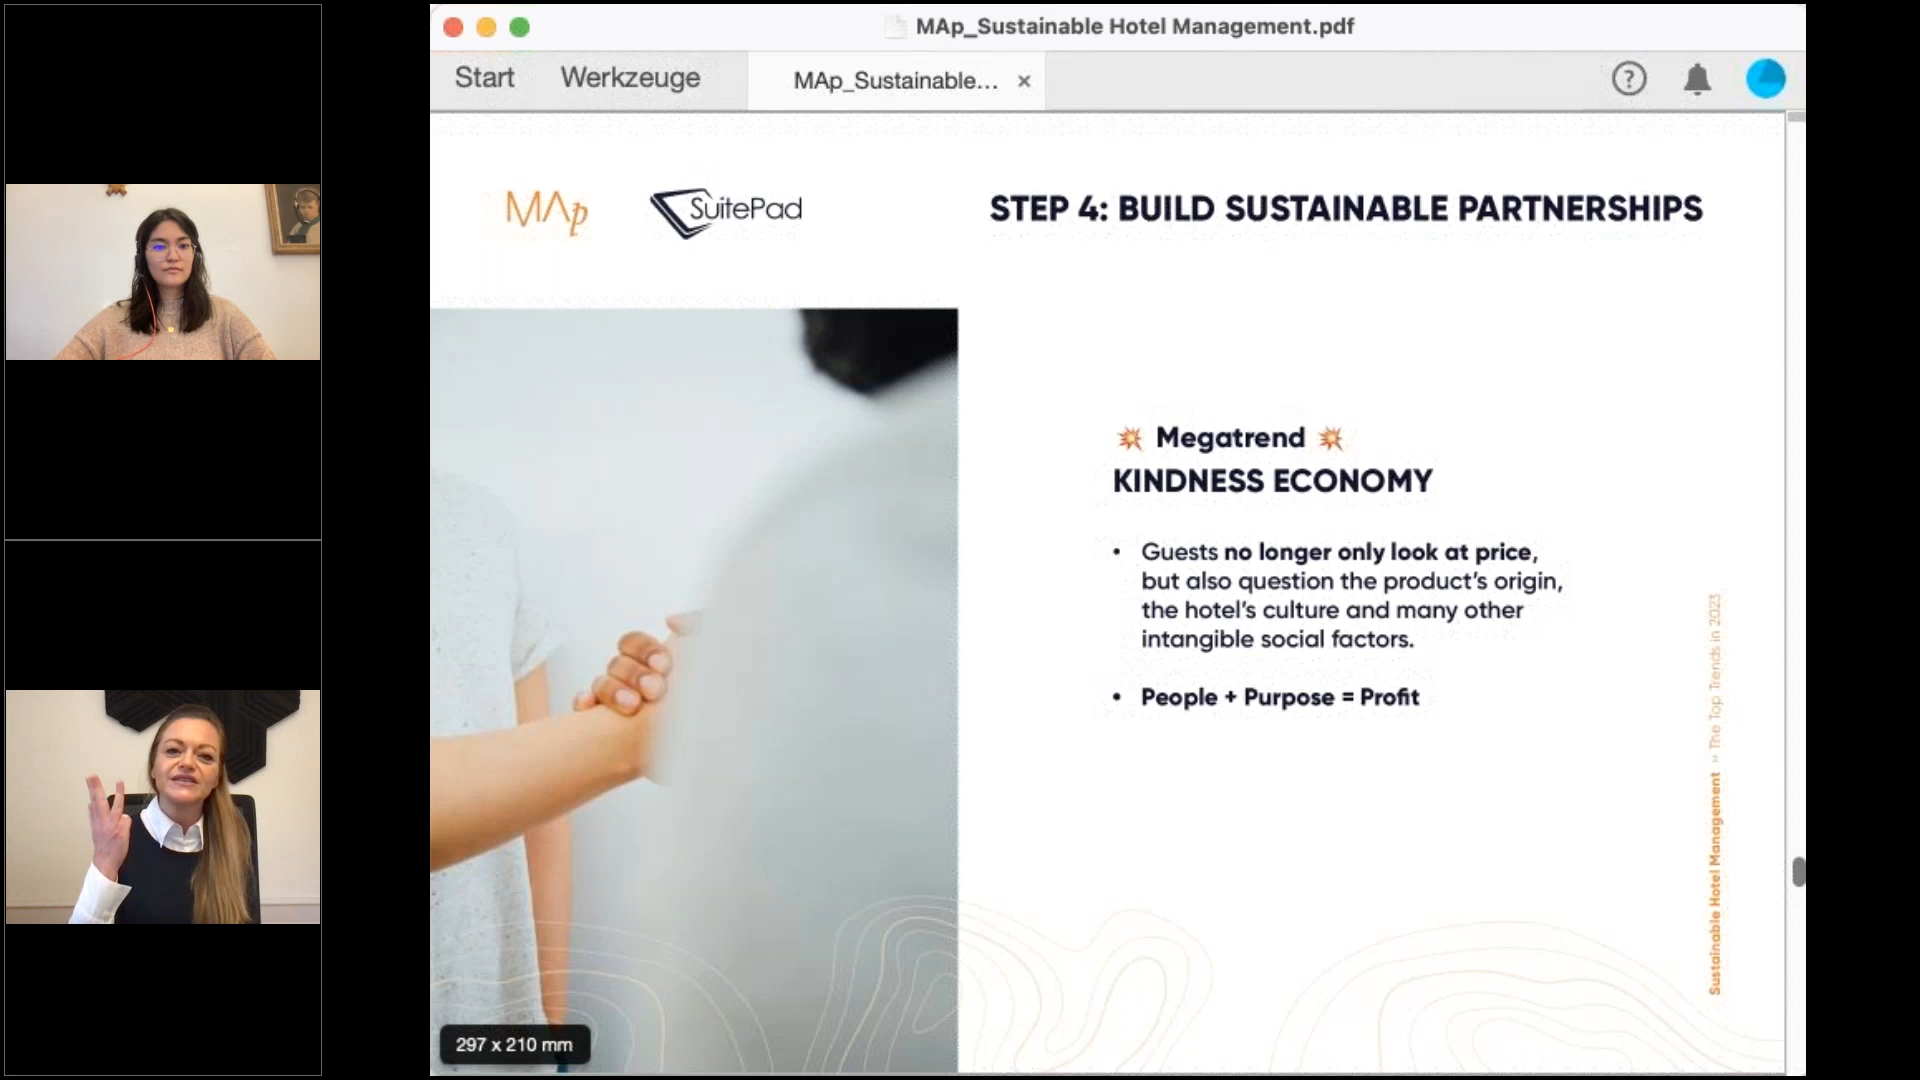 MAp_Sustainable Hotel Management.pdf
Start
Werkzeuge
MAp_Sustainable... ×
?
MAp
SuitePad
STEP 4: BUILD SUSTAINABLE PARTNERSHIPS
💥 Megatrend 💥
KINDNESS ECONOMY
• Guests no longer only look at price,
but also question the product's origin,
the hotel's culture and many other
intangible social factors.
• People + Purpose = Profit
Sustainable Hotel Management » The Top Trends in 2023
297 x 210 mm